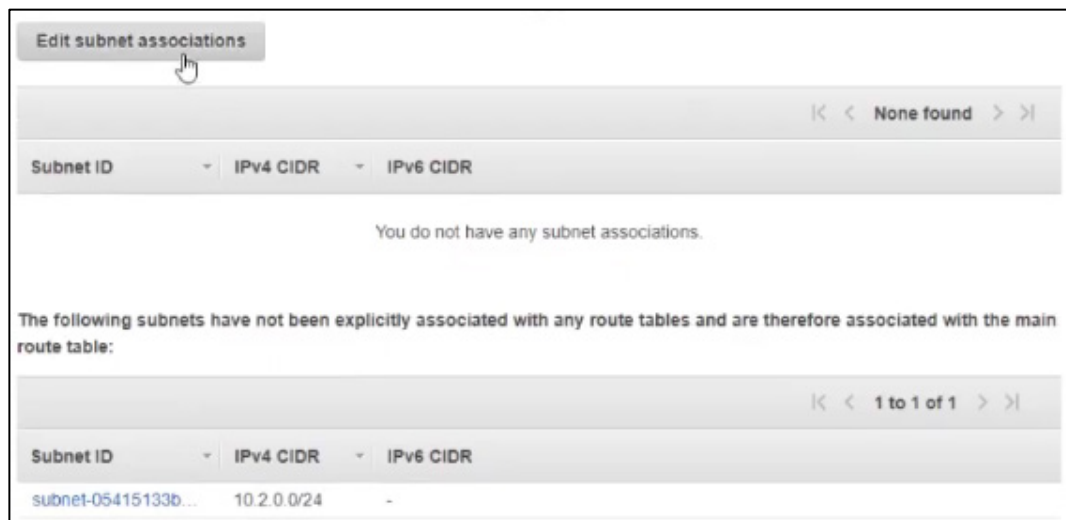 Edit subnet associations
None found
Subnet ID IPv4 CIDR IPv6 CIDR
You do not have any subnet associations.
The following subnets have not been explicitly associated with any route tables and are therefore associated with the main
route table:
1 to 1 of 1
Subnet ID IPv4 CIDR IPv6 CIDR
subnet-05415133b... 10.2.0.0/24 -